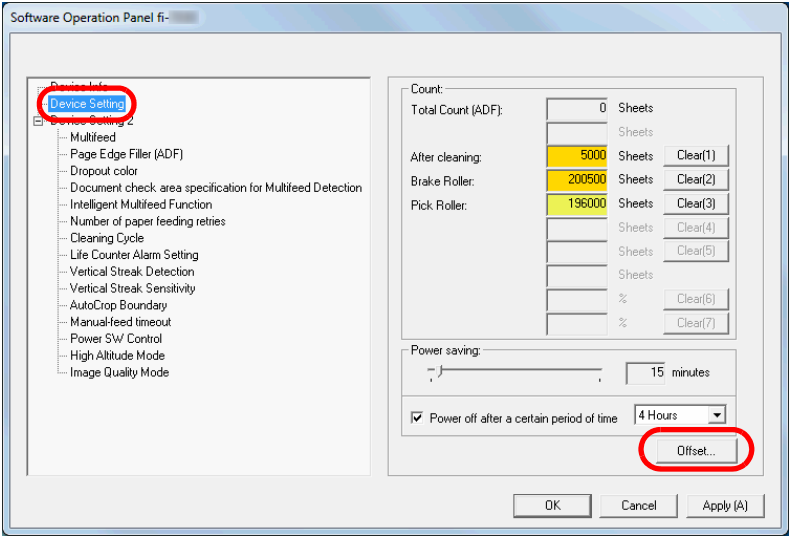 Software Operation Panel fi-
Device Info
Device Setting
Device Setting 2
Multifeed
Page Edge Filler (ADF)
Dropout color
Document check area specification for Multifeed Detection
Intelligent Multifeed Function
Number of paper feeding retries
Cleaning Cycle
Life Counter Alarm Setting
Vertical Streak Detection
Vertical Streak Sensitivity
AutoCrop Boundary
Manual-feed timeout
Power SW Control
High Altitude Mode
Image Quality Mode
Count:
Total Count (ADF): 0 Sheets
Sheets
After cleaning: 5000 Sheets Clear(1)
Brake Roller: 200500 Sheets Clear(2)
Pick Roller: 196000 Sheets Clear(3)
Sheets Clear(4)
Sheets Clear(5)
Sheets
% Clear(6)
% Clear(7)
Power saving:
15 minutes
Power off after a certain period of time 4 Hours
Offset...
OK Cancel Apply (A)